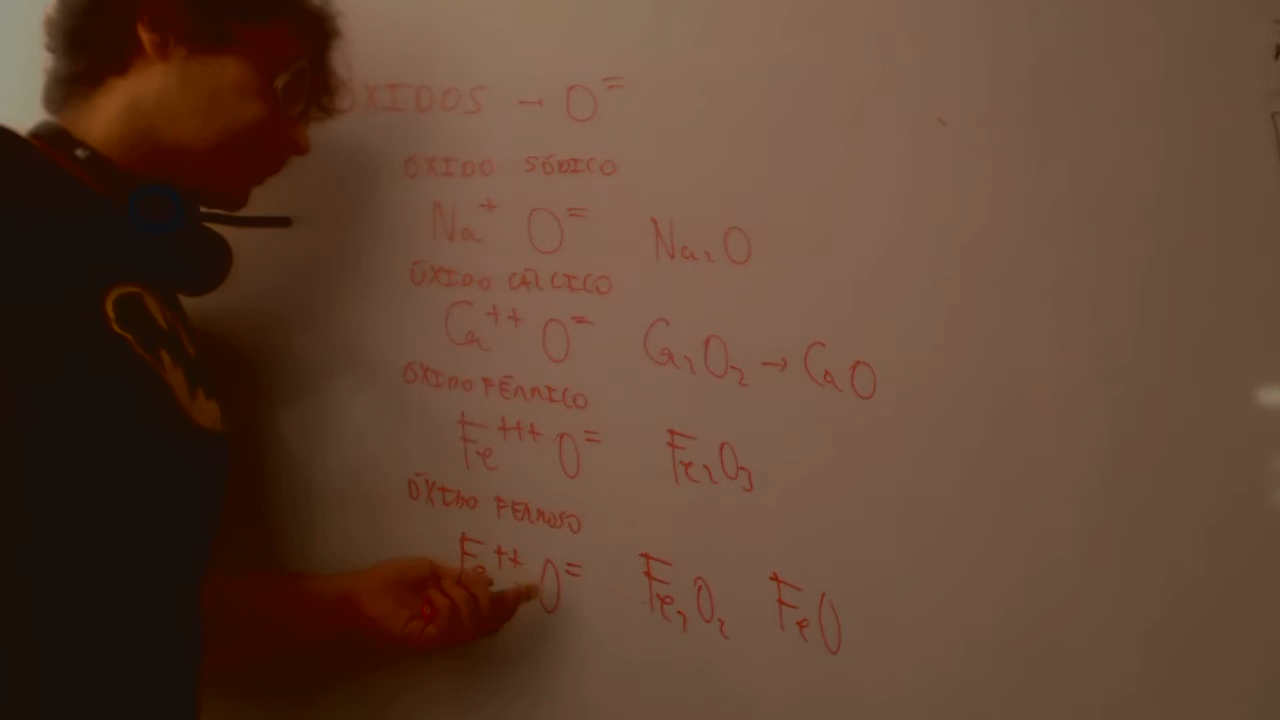 ÓXIDOS → O⁼
ÓXIDO SÓDICO
Na⁺ O⁼ Na₂O
ÓXIDO CÁLCICO
Ca⁺⁺ O⁼ Ca₂O₂ → CaO
ÓXIDO FÉRRICO
Fe⁺⁺⁺ O⁼ Fe₂O₃
ÓXIDO FERROSO
Fe⁺⁺ O⁼ Fe₂O₂ FeO